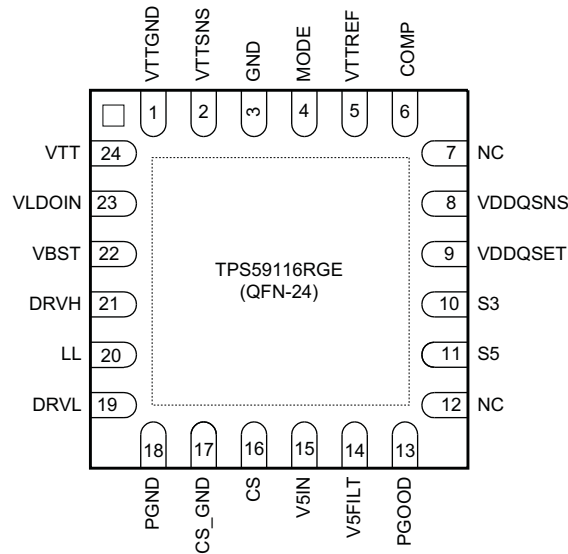 VTTGND
VTTSNS
GND
MODE
VTTREF
COMP
1
2
3
4
5
6
VTT
24
7
NC
VLDOIN
23
8
VDDQSNS
VBST
22
9
VDDQSET
TPS59116RGE
(QFN-24)
DRVH
21
10
S3
LL
20
11
S5
DRVL
19
12
NC
18
17
16
15
14
13
PGND
CS_GND
CS
V5IN
V5FILT
PGOOD